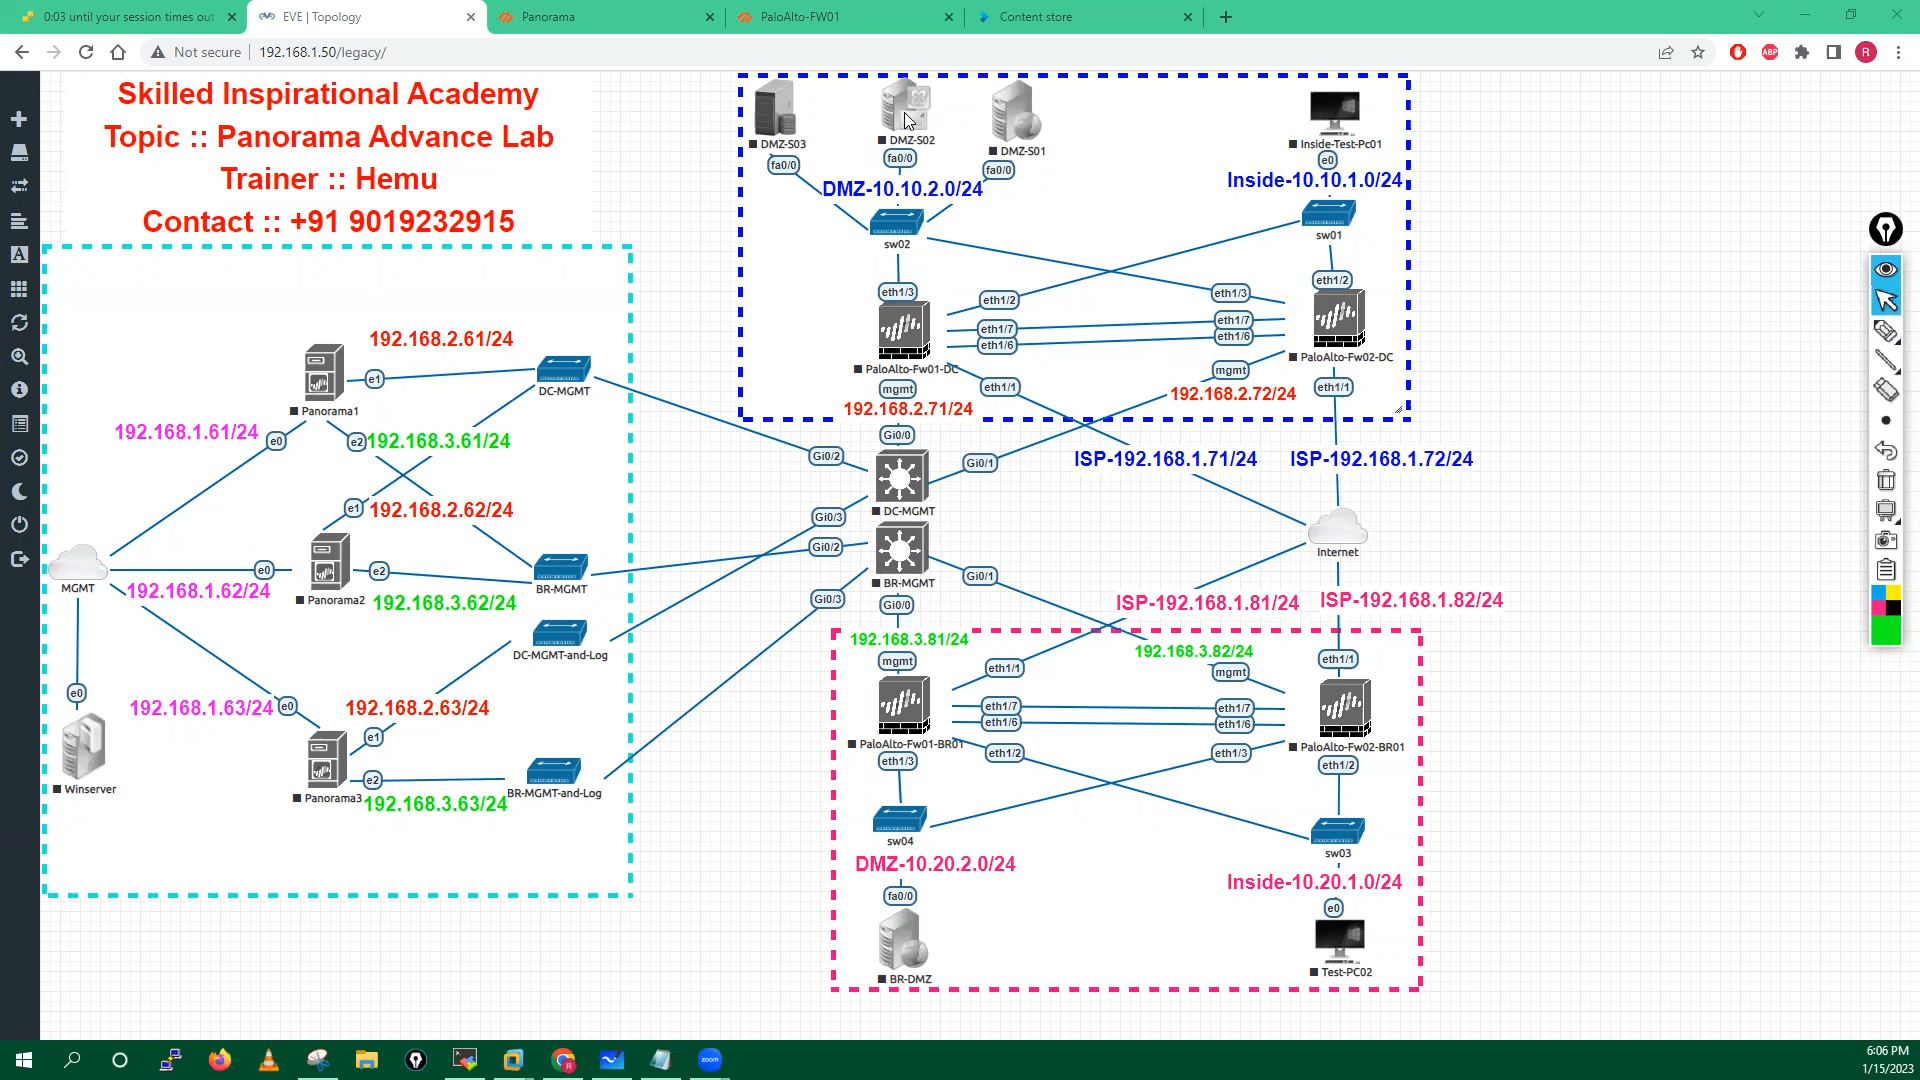 0:03 until your session times out
EVE | Topology
Panorama
PaloAlto-FW01
Content store
Not secure
192.168.1.50/legacy/
ABP
R
Skilled Inspirational Academy
Topic :: Panorama Advance Lab
Trainer :: Hemu
Contact :: +91 9019232915
DMZ-S03
DMZ-S02
DMZ-S01
Inside-Test-Pc01
fa0/0
fa0/0
fa0/0
e0
DMZ-10.10.2.0/24
Inside-10.10.1.0/24
sw02
sw01
eth1/3
eth1/2
eth1/3
eth1/2
eth1/7
eth1/6
eth1/7
eth1/6
PaloAlto-Fw01-DC
PaloAlto-Fw02-DC
mgmt
eth1/1
mgmt
eth1/1
192.168.2.71/24
192.168.2.72/24
192.168.2.61/24
e1
DC-MGMT
Panorama1
192.168.1.61/24
e0
e2
192.168.3.61/24
e1
192.168.2.62/24
MGMT
e0
e2
192.168.1.62/24
Panorama2
192.168.3.62/24
BR-MGMT
DC-MGMT-and-Log
e0
192.168.1.63/24
e0
192.168.2.63/24
e1
Winserver
Panorama3
e2
192.168.3.63/24
BR-MGMT-and-Log
Gi0/0
Gi0/2
Gi0/1
DC-MGMT
Gi0/3
Gi0/2
BR-MGMT
Gi0/1
Gi0/3
Gi0/0
ISP-192.168.1.71/24
ISP-192.168.1.72/24
Internet
ISP-192.168.1.81/24
ISP-192.168.1.82/24
192.168.3.81/24
192.168.3.82/24
mgmt
eth1/1
mgmt
eth1/1
eth1/7
eth1/6
eth1/7
eth1/6
PaloAlto-Fw01-BR01
PaloAlto-Fw02-BR01
eth1/3
eth1/2
eth1/3
eth1/2
sw04
sw03
DMZ-10.20.2.0/24
Inside-10.20.1.0/24
fa0/0
e0
BR-DMZ
Test-PC02
zoom
6:06 PM
1/15/2023